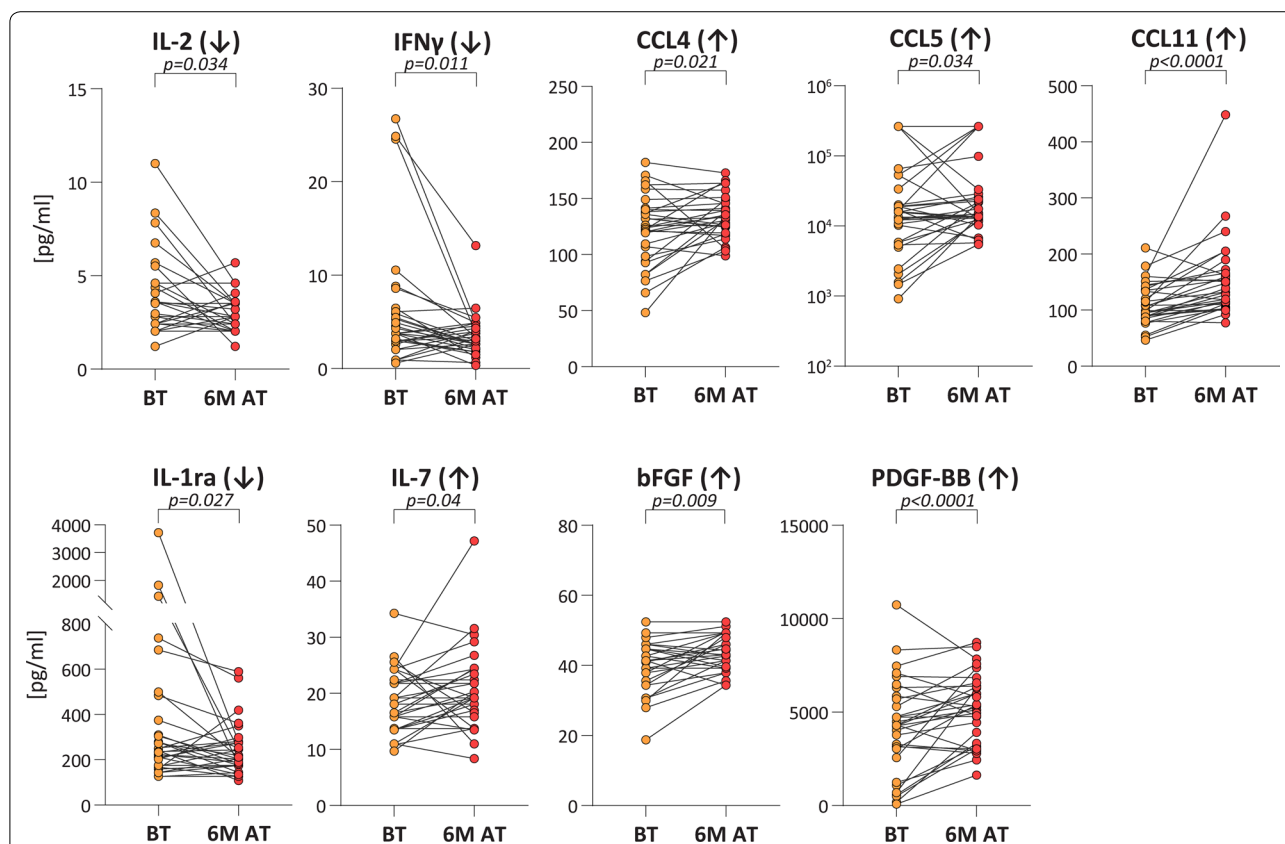 IL-2 (↓)
p=0.034
15
10
5
0
[pg/ml]
BT 6M AT
IFNγ (↓)
p=0.011
30
20
10
0
BT 6M AT
CCL4 (↑)
p=0.021
250
200
150
100
50
0
BT 6M AT
CCL5 (↑)
p=0.034
10⁶
10⁵
10⁴
10³
10²
BT 6M AT
CCL11 (↑)
p<0.0001
500
400
300
200
100
0
BT 6M AT
IL-1ra (↓)
p=0.027
4000
3000
2000
800
600
400
200
0
[pg/ml]
BT 6M AT
IL-7 (↑)
p=0.04
50
40
30
20
10
0
BT 6M AT
bFGF (↑)
p=0.009
80
60
40
20
0
BT 6M AT
PDGF-BB (↑)
p<0.0001
15000
10000
5000
0
BT 6M AT